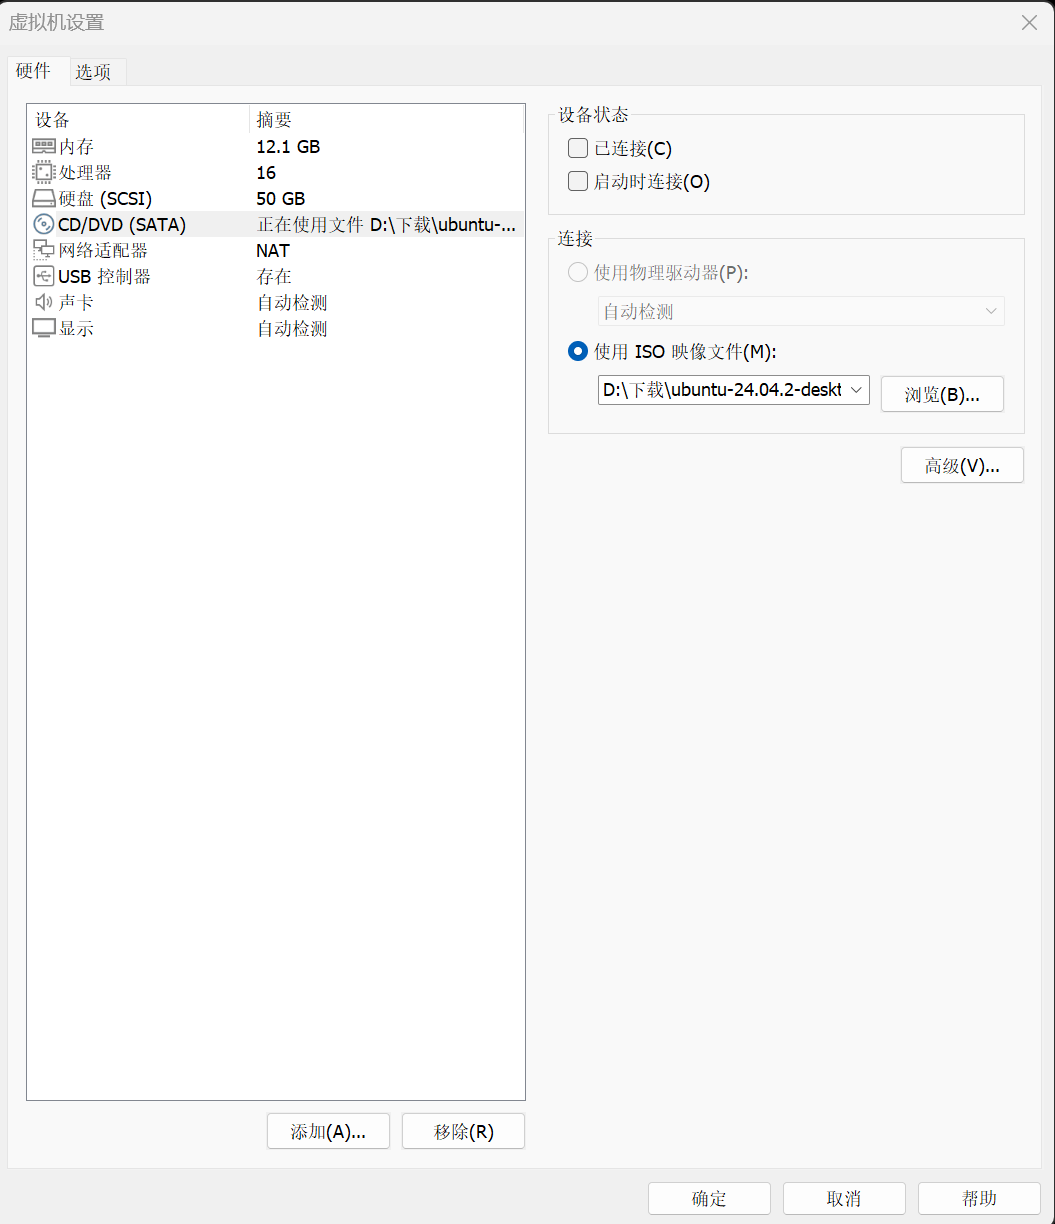 虚拟机设置
硬件 选项
设备 摘要
内存 12.1 GB
处理器 16
硬盘 (SCSI) 50 GB
CD/DVD (SATA) 正在使用文件 D:\下载\ubuntu-...
网络适配器 NAT
USB 控制器 存在
声卡 自动检测
显示 自动检测
添加(A)... 移除(R)
设备状态
已连接(C)
启动时连接(O)
连接
使用物理驱动器(P):
自动检测
使用 ISO 映像文件(M):
D:\下载\ubuntu-24.04.2-deskt 浏览(B)...
高级(V)...
确定 取消 帮助